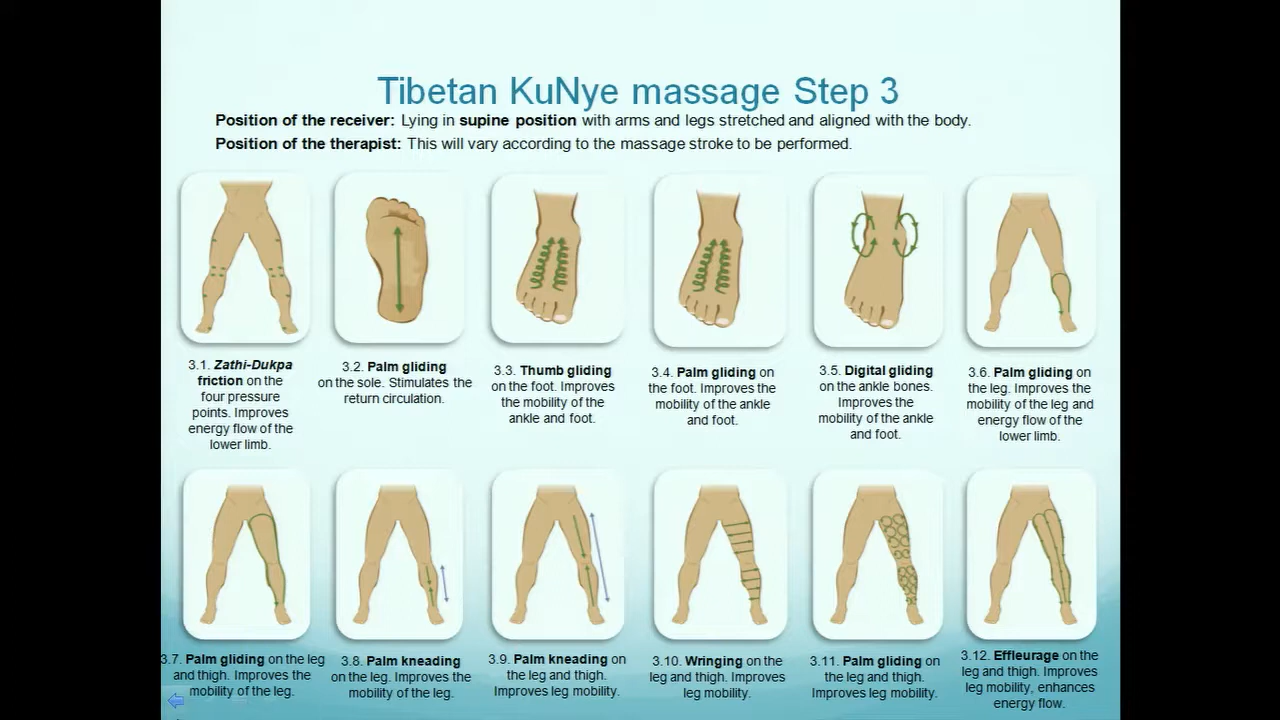 Tibetan KuNye massage Step 3
Position of the receiver: Lying in supine position with arms and legs stretched and aligned with the body.
Position of the therapist: This will vary according to the massage stroke to be performed.
3.1. Zathi-Dukpa
friction on the
four pressure
points. Improves
energy flow of the
lower limb.
3.2. Palm gliding
on the sole. Stimulates the
return circulation.
3.3. Thumb gliding
on the foot. Improves
the mobility of the
ankle and foot.
3.4. Palm gliding on
the foot. Improves the
mobility of the ankle
and foot.
3.5. Digital gliding
on the ankle bones.
Improves the
mobility of the ankle
and foot.
3.6. Palm gliding on
the leg. Improves the
mobility of the leg and
energy flow of the
lower limb.
3.7. Palm gliding on the leg
and thigh. Improves the
mobility of the leg.
3.8. Palm kneading
on the leg. Improves the
mobility of the leg.
3.9. Palm kneading on
the leg and thigh.
Improves leg mobility.
3.10. Wringing on the
leg and thigh. Improves
leg mobility.
3.11. Palm gliding on
the leg and thigh.
Improves leg mobility.
3.12. Effleurage on the
leg and thigh. Improves
leg mobility, enhances
energy flow.